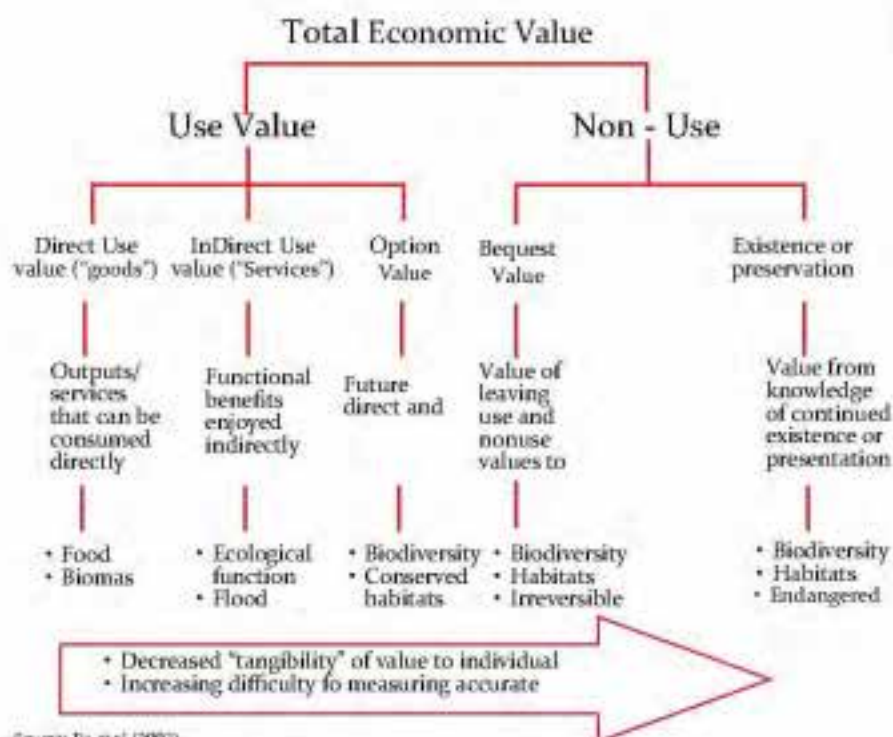 Total Economic Value
Use Value
Non - Use
Direct Use
value ("goods")
InDirect Use
value ("Services")
Option
Value
Bequest
Value
Existence or
preservation
Outputs/
services
that can be
consumed
directly
Functional
benefits
enjoyed
indirectly
Future
direct and
Value of
leaving
use and
nonuse
values to
Value from
knowledge
of continued
existence or
presentation
• Food
• Biomas
• Ecological
function
• Flood
• Biodiversity
• Conserved
habitats
• Biodiversity
• Habitats
• Irreversible
• Biodiversity
• Habitats
• Endangered
• Decreased "tangibility" of value to individual
• Increasing difficulty fo measuring accurate